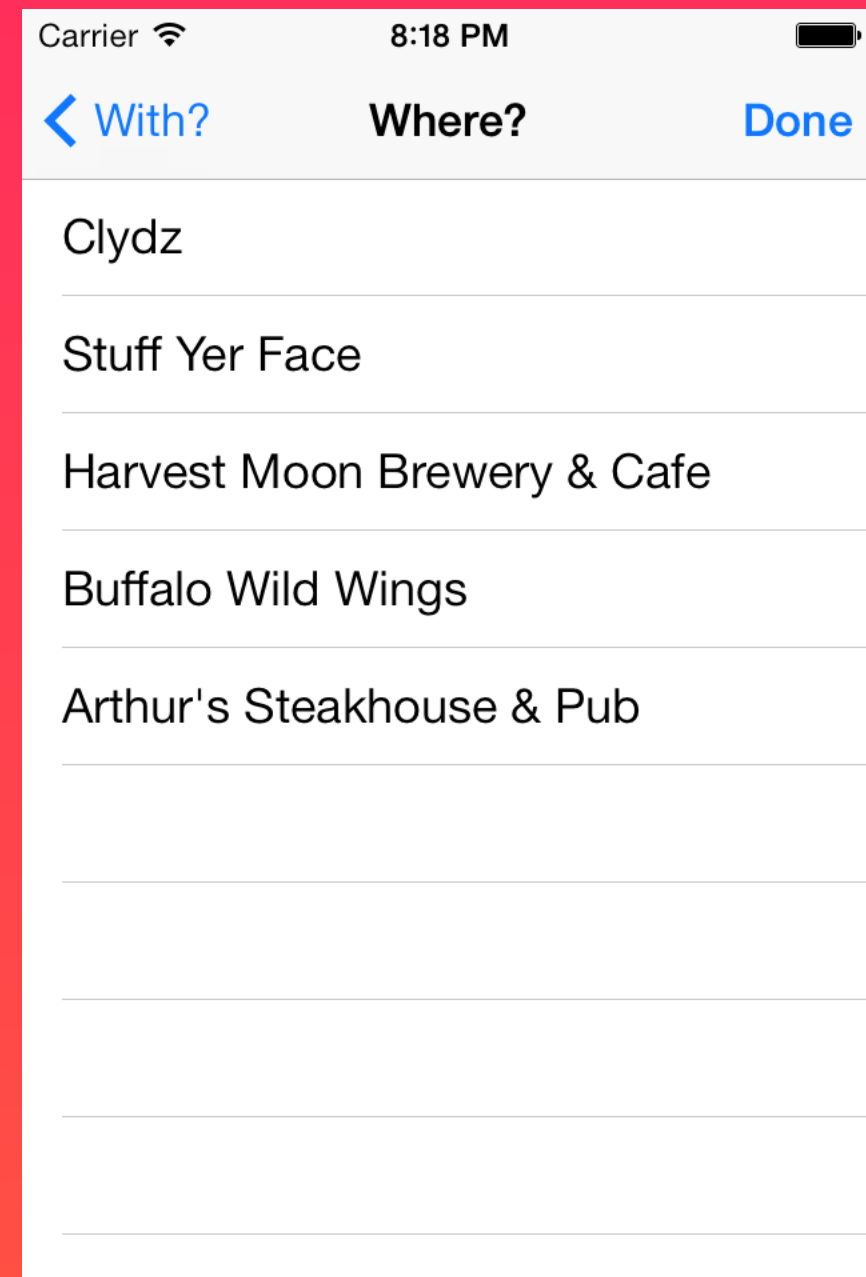 Carrier 8:18 PM
With? Where? Done
Clydz
Stuff Yer Face
Harvest Moon Brewery & Cafe
Buffalo Wild Wings
Arthur's Steakhouse & Pub